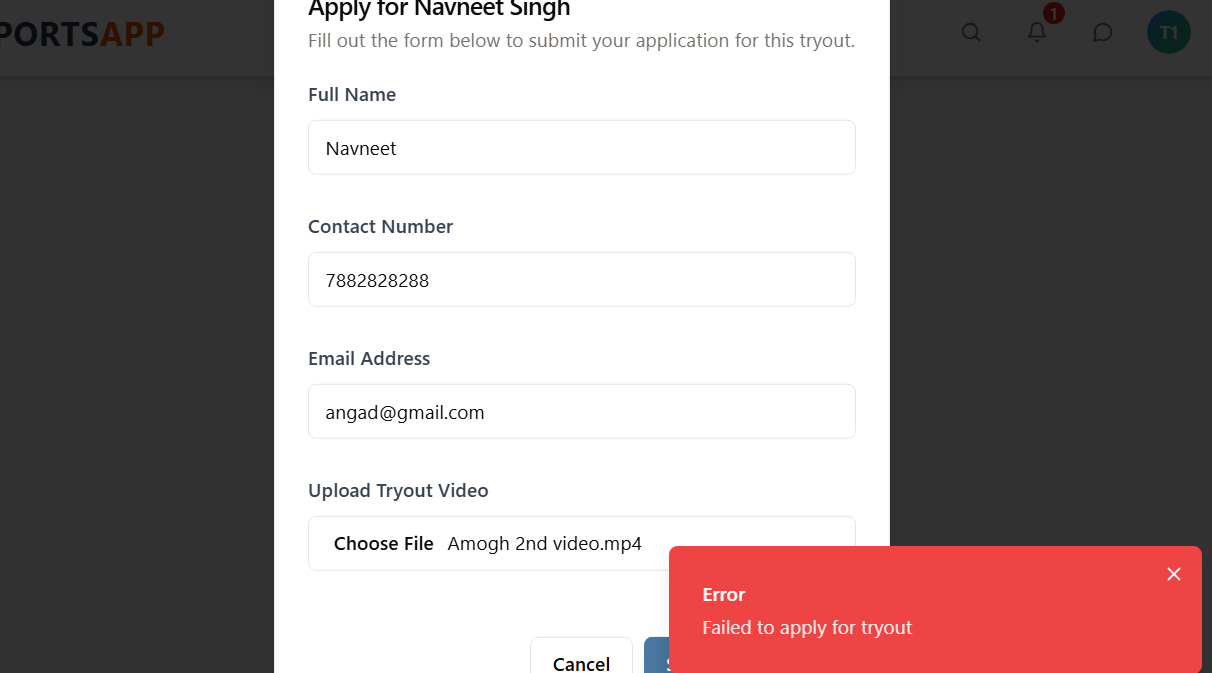 Apply for Navneet Singh
PORTSAPP
1
T1
Fill out the form below to submit your application for this tryout.
Full Name
Navneet
Contact Number
7882828288
Email Address
angad@gmail.com
Upload Tryout Video
Choose File Amogh 2nd video.mp4
Error
Failed to apply for tryout
Cancel